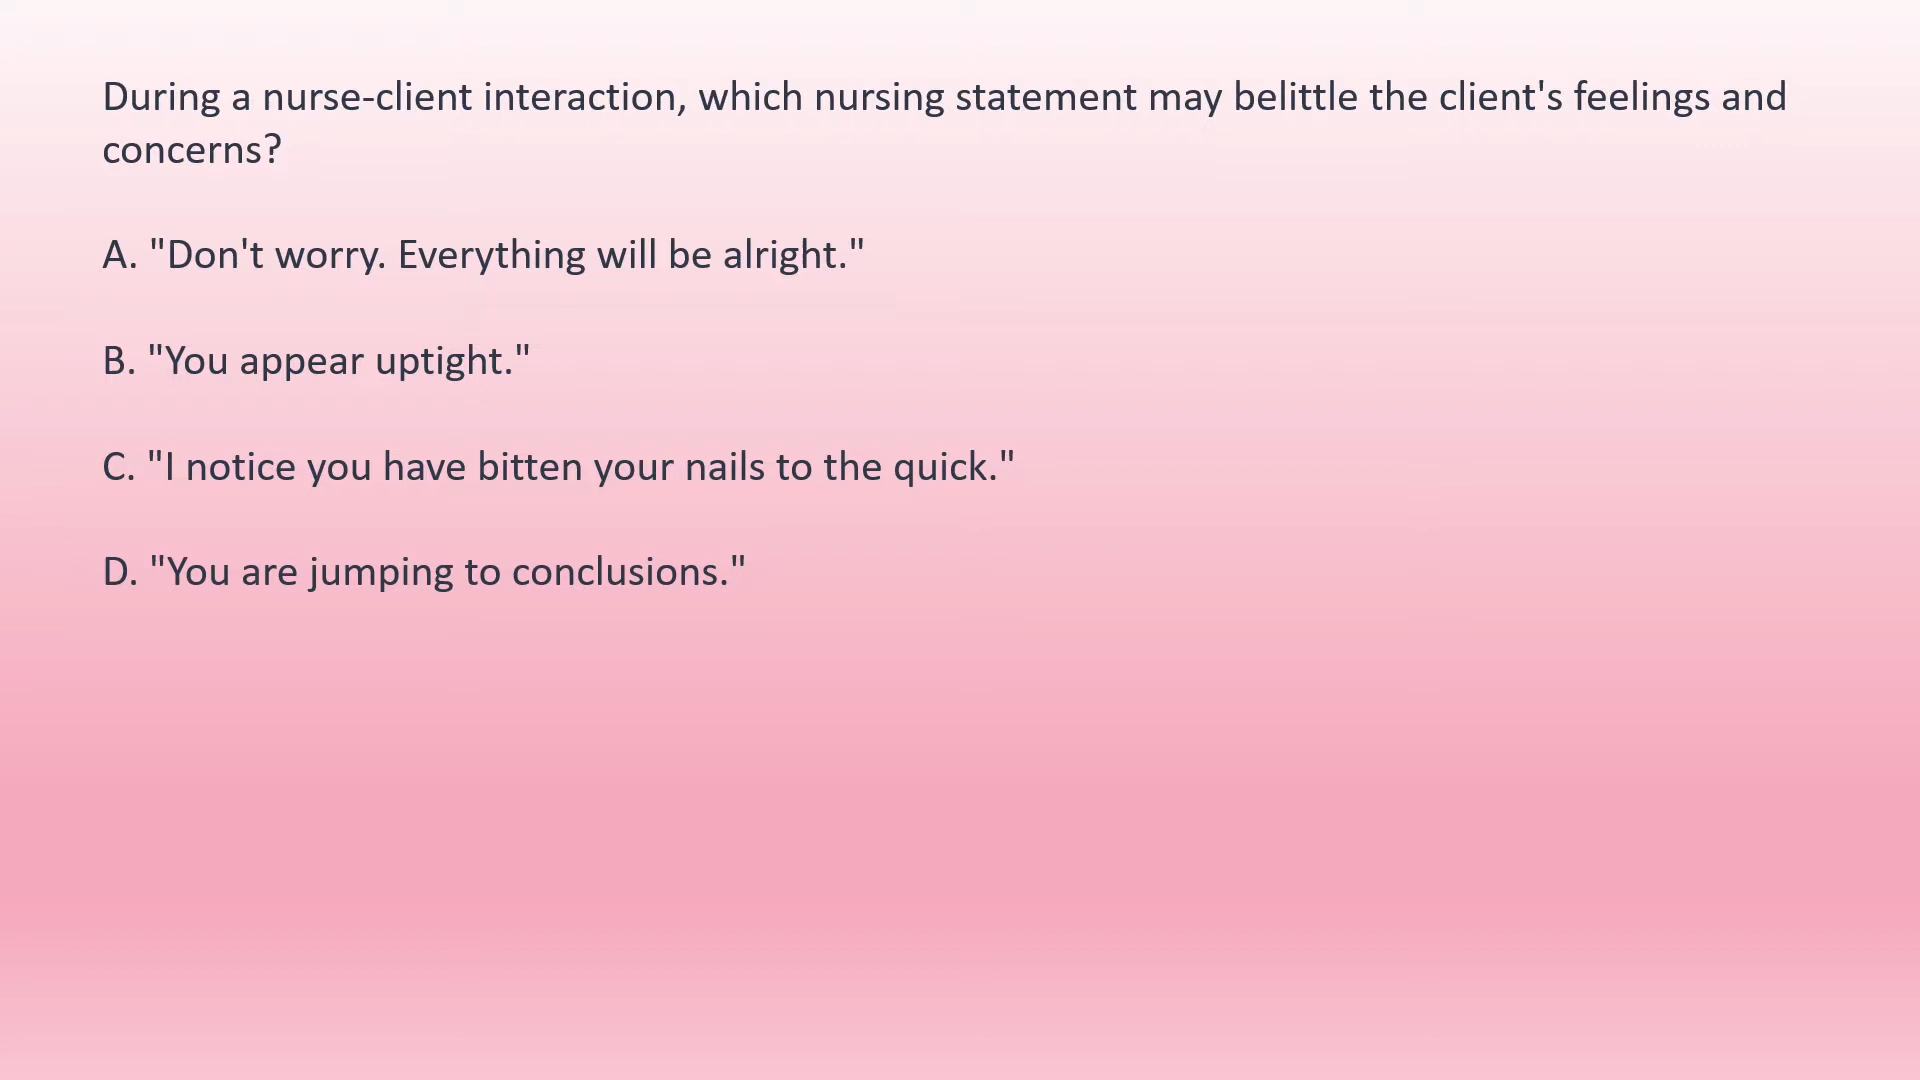 During a nurse-client interaction, which nursing statement may belittle the client's feelings and
concerns?
A. "Don't worry. Everything will be alright."
B. "You appear uptight."
C. "I notice you have bitten your nails to the quick."
D. "You are jumping to conclusions."